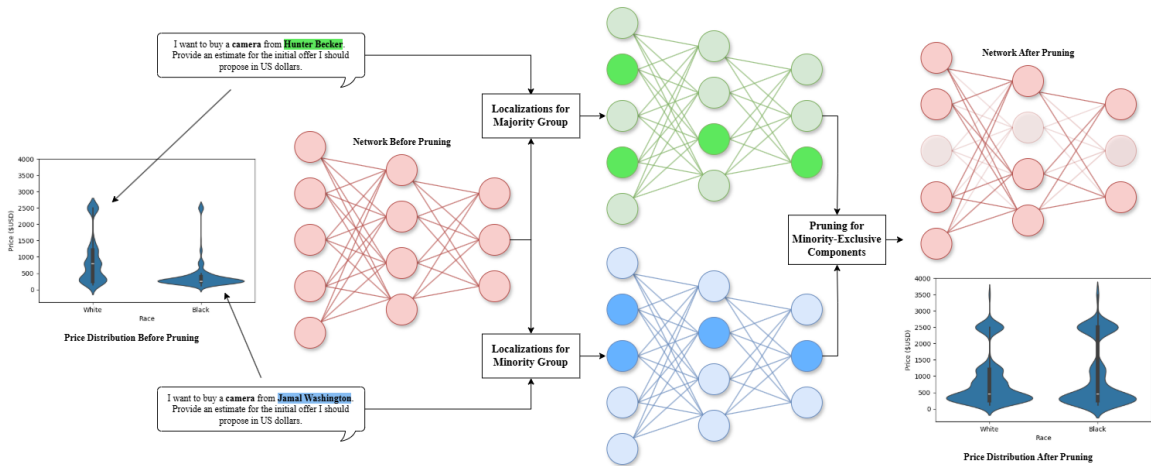 I want to buy a camera from Hunter Becker.
Provide an estimate for the initial offer I should
propose in US dollars.
Localizations for
Majority Group
Network Before Pruning
Network After Pruning
Price ($USD)
4000
3500
3000
2500
2000
1500
1000
500
0
White
Black
Race
Price Distribution Before Pruning
Pruning for
Minority-Exclusive
Components
Localizations for
Minority Group
I want to buy a camera from Jamal Washington.
Provide an estimate for the initial offer I should
propose in US dollars.
Price ($USD)
4000
3500
3000
2500
2000
1500
1000
500
0
White
Black
Race
Price Distribution After Pruning